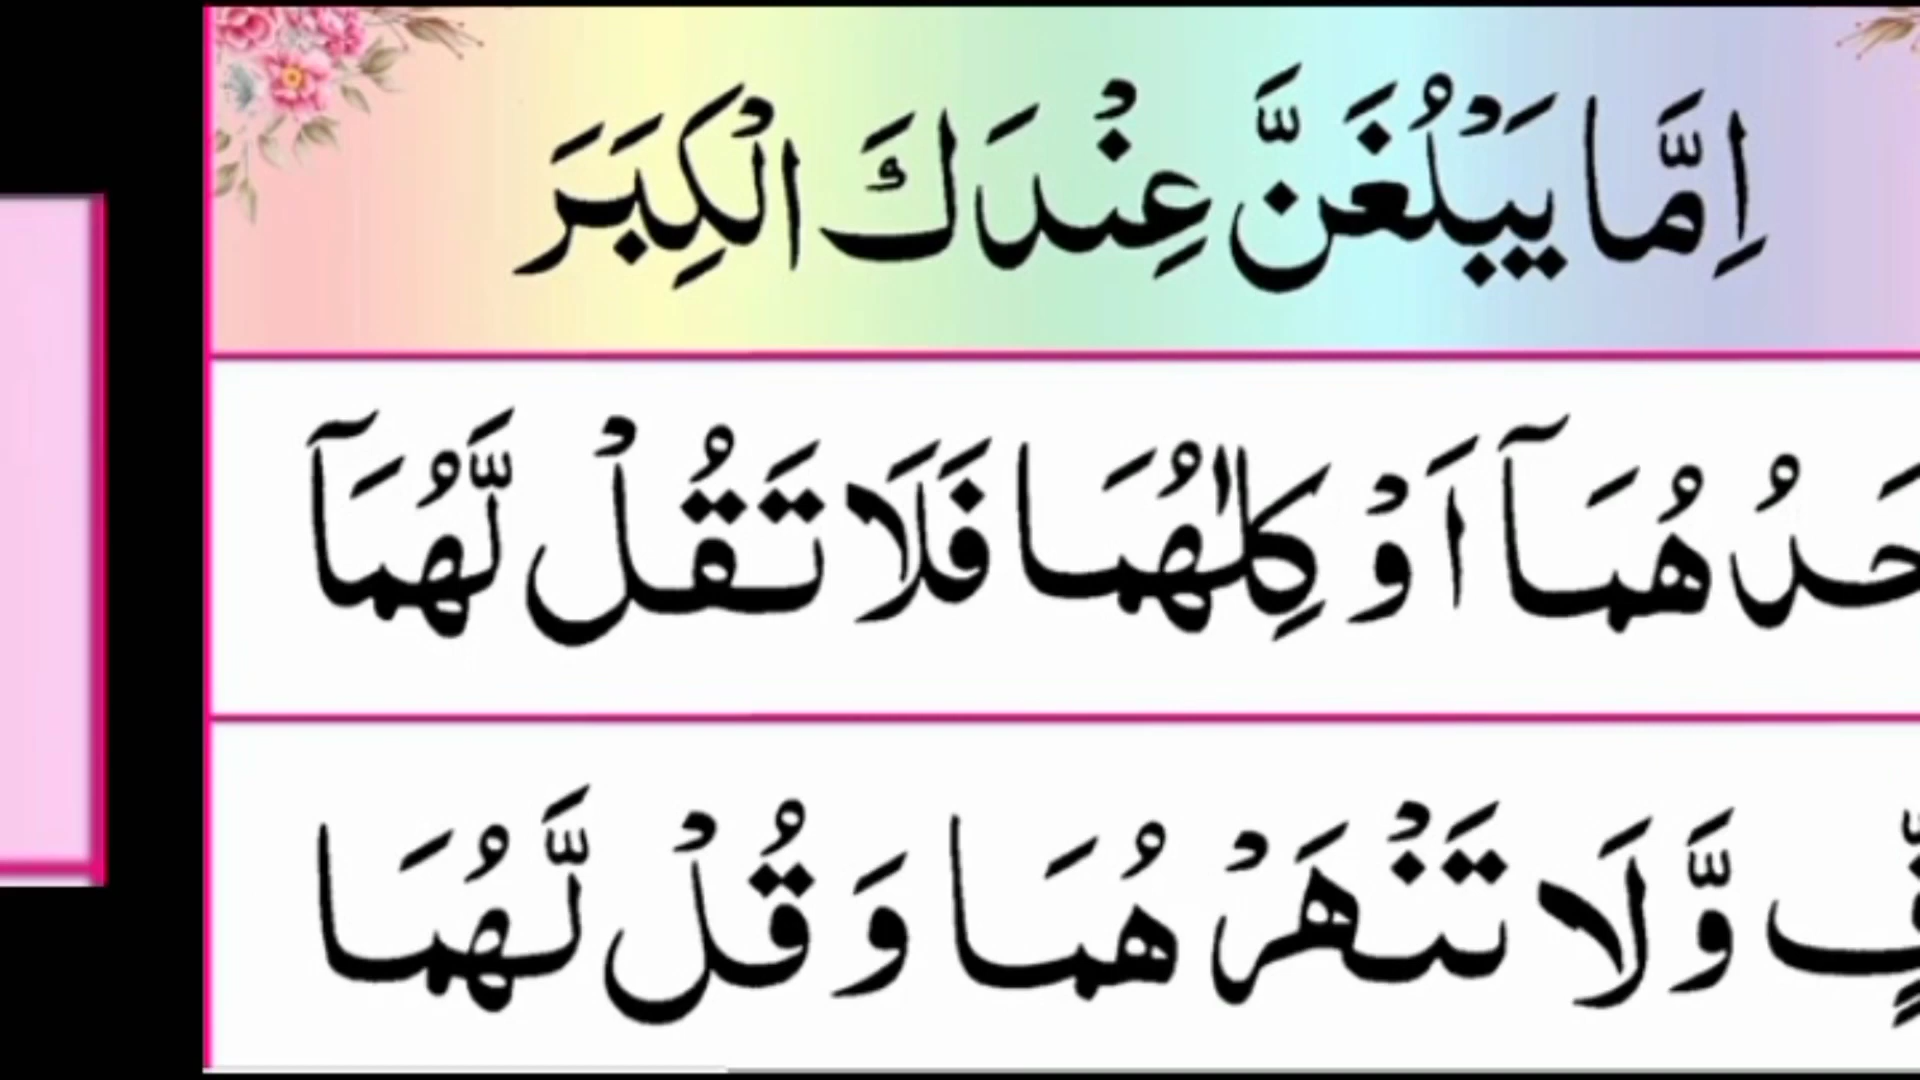 اِمَّا يَبْلُغَنَّ عِنْدَكَ الْكِبَرَ
هُمَاۤ اَوْ كِلٰهُمَا فَلَا تَقُلْ لَّهُمَاۤ
وَّلَا تَنْهَرْ هُمَا وَ قُلْ لَّهُمَا